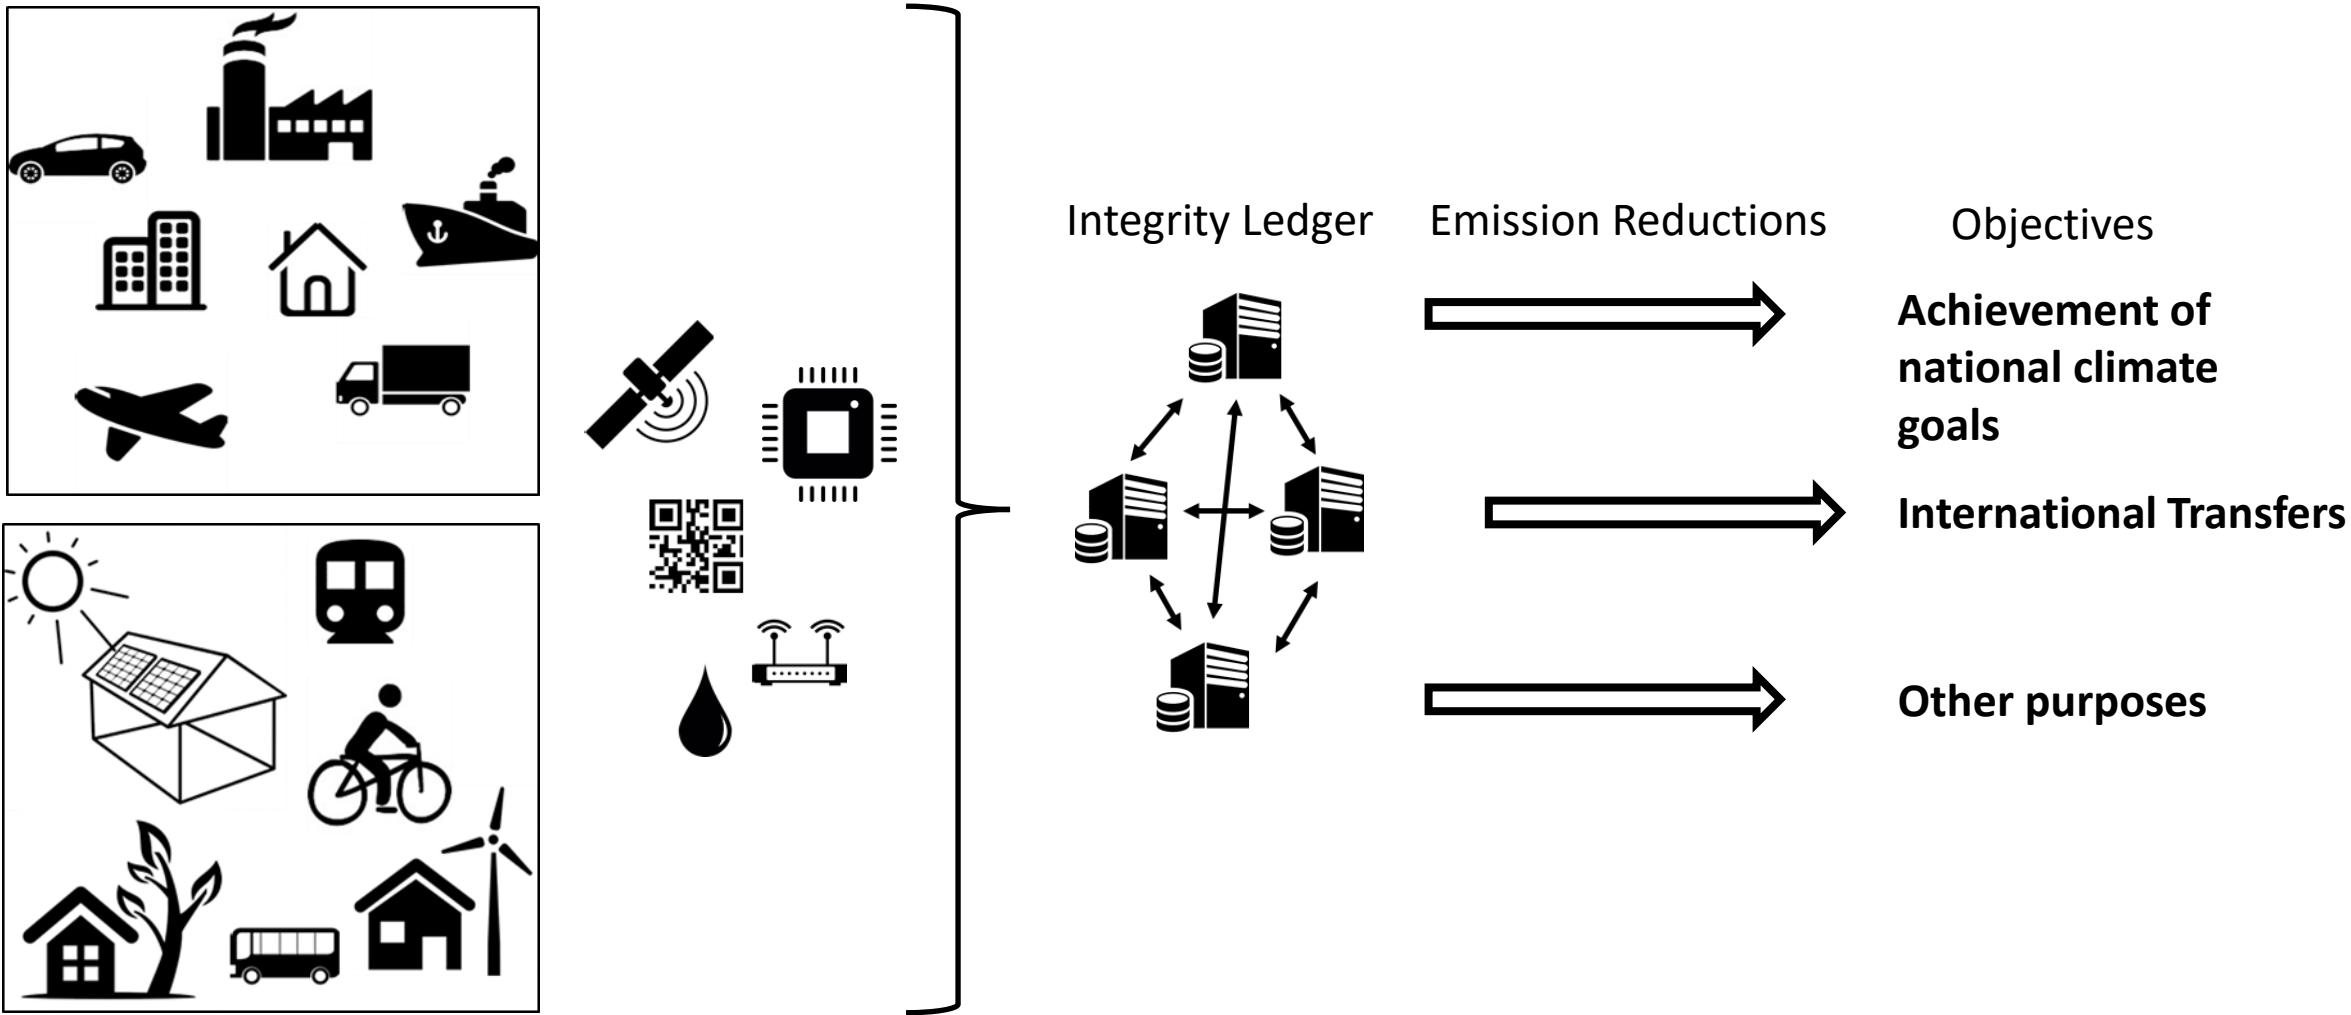 Integrity Ledger
Emission Reductions
Objectives
Achievement of
national climate
goals
International Transfers
Other purposes